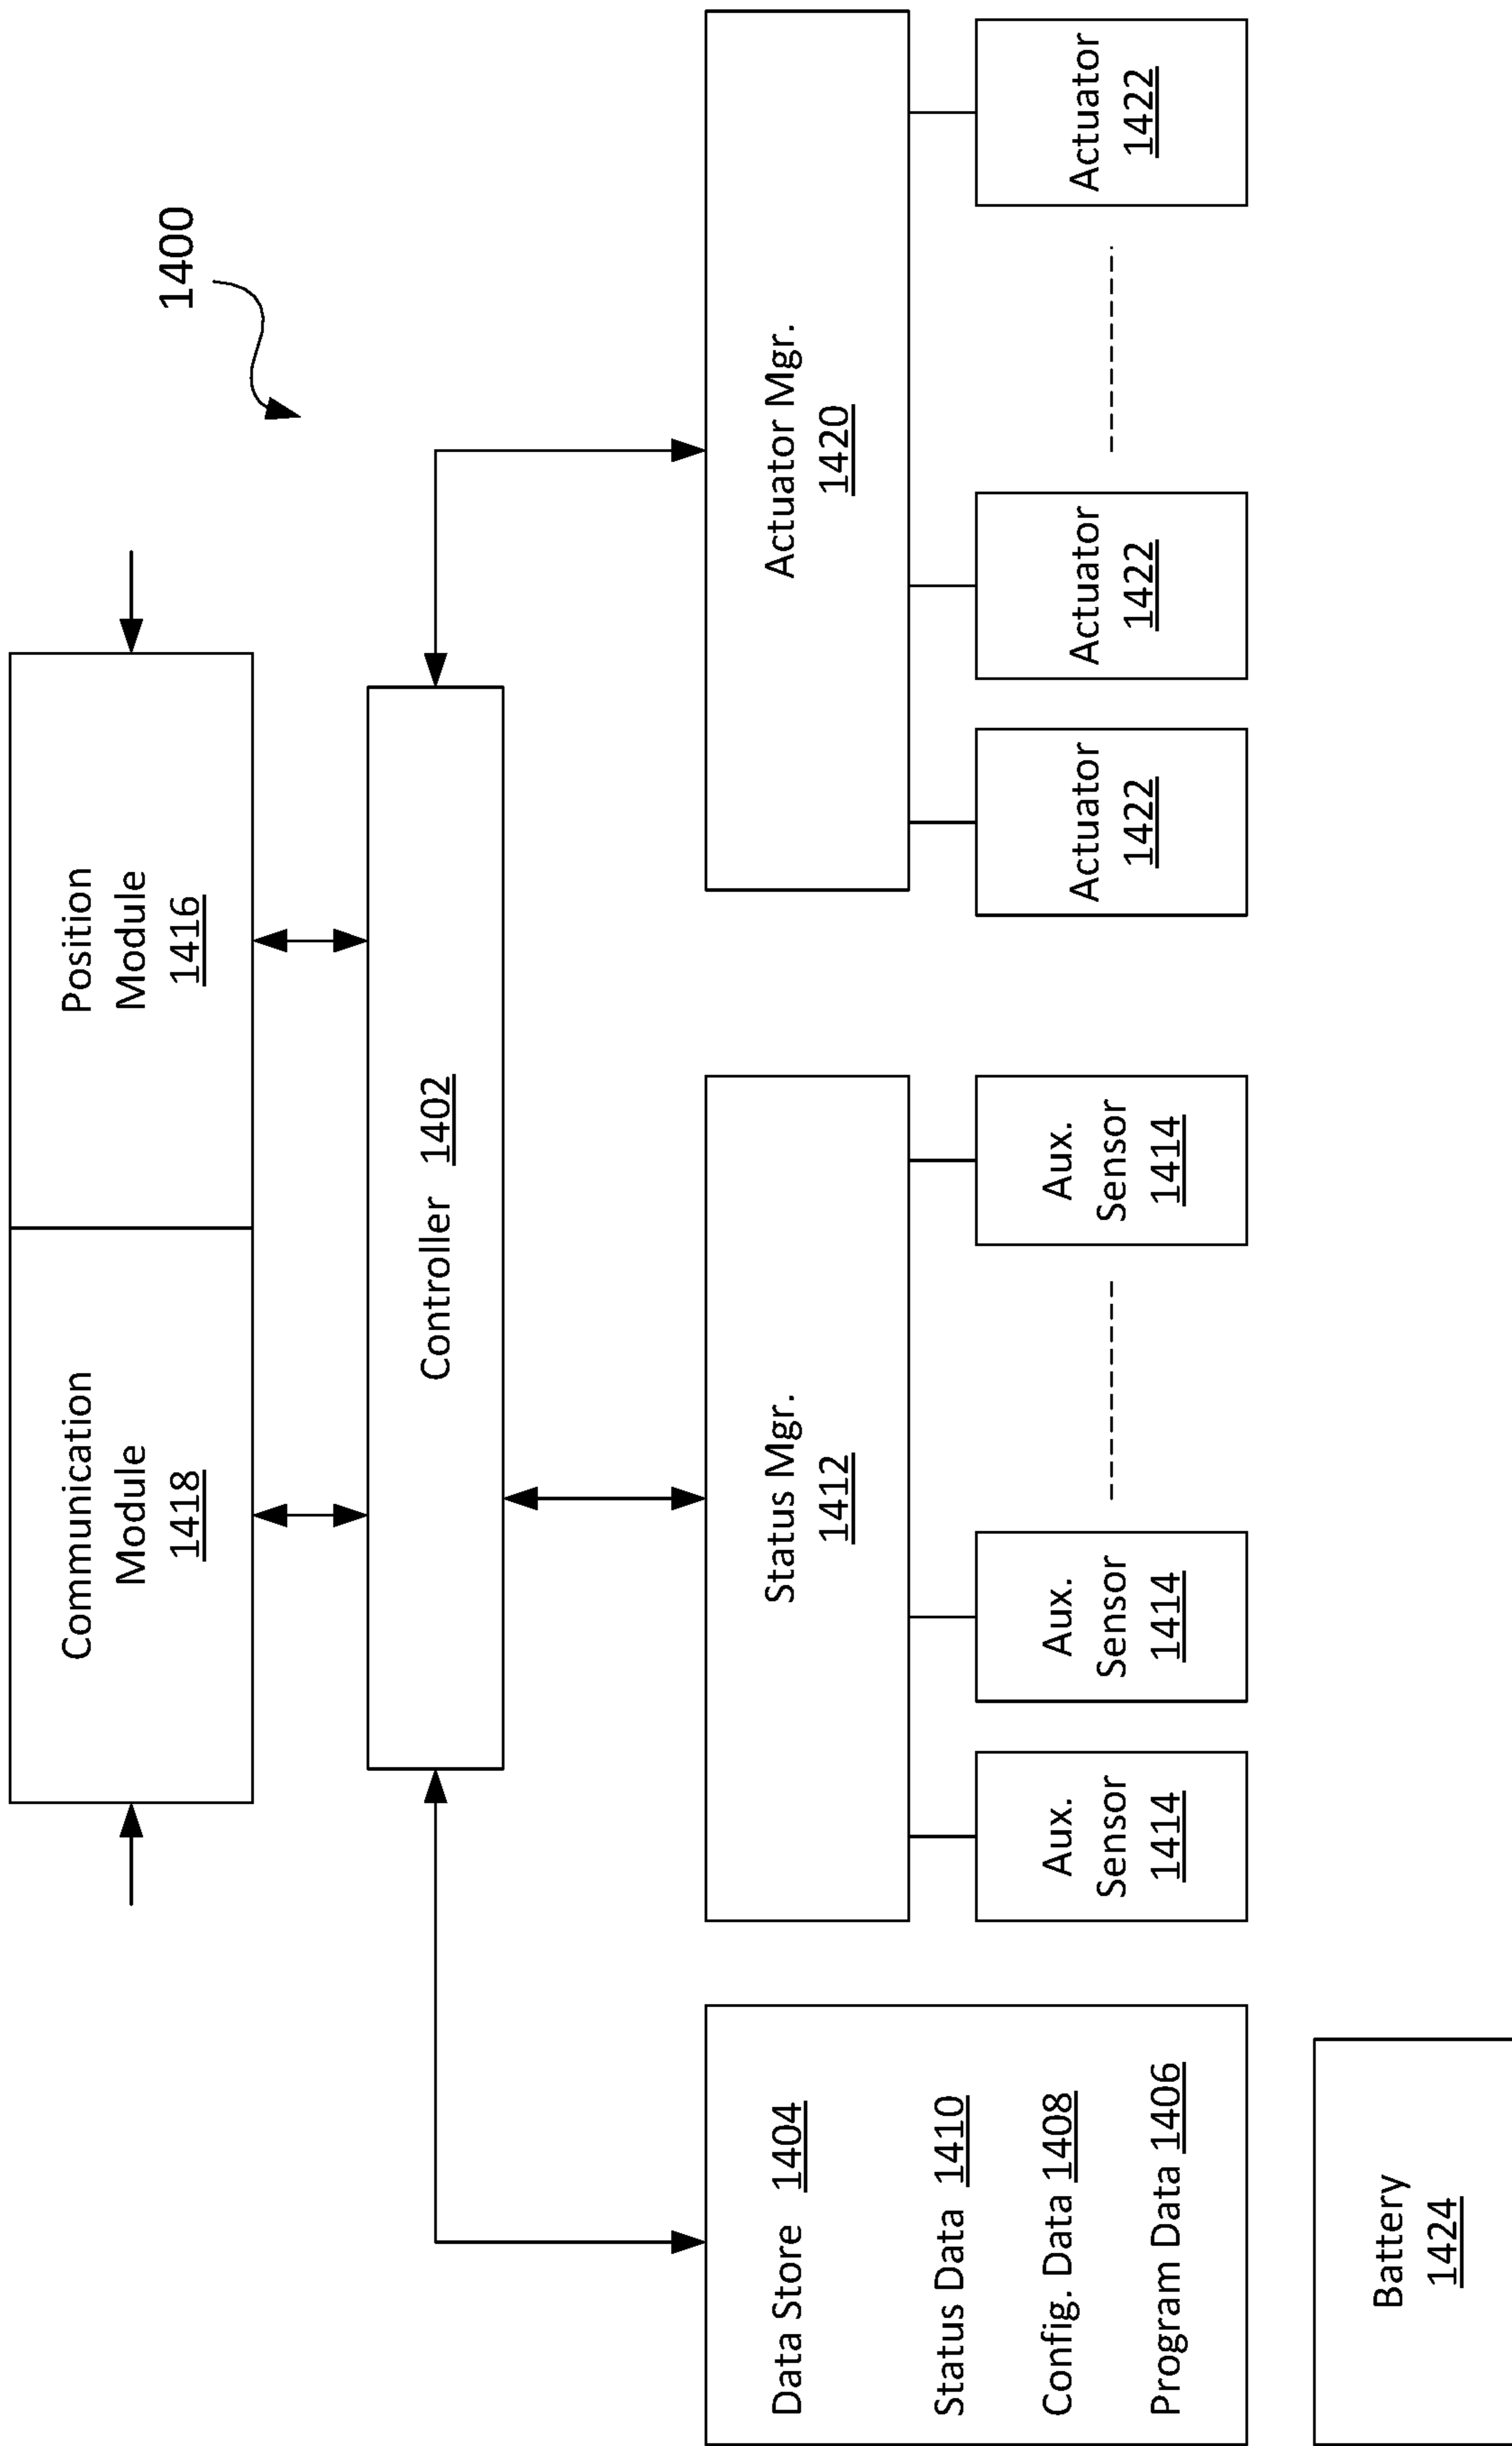 1400
Communication
Module
1418
Position
Module
1416
Controller 1402
Data Store 1404
Status Data 1410
Config. Data 1408
Program Data 1406
Status Mgr.
1412
Actuator Mgr.
1420
Aux.
Sensor
1414
Aux.
Sensor
1414
Aux.
Sensor
1414
Actuator
1422
Actuator
1422
Actuator
1422
Battery
1424